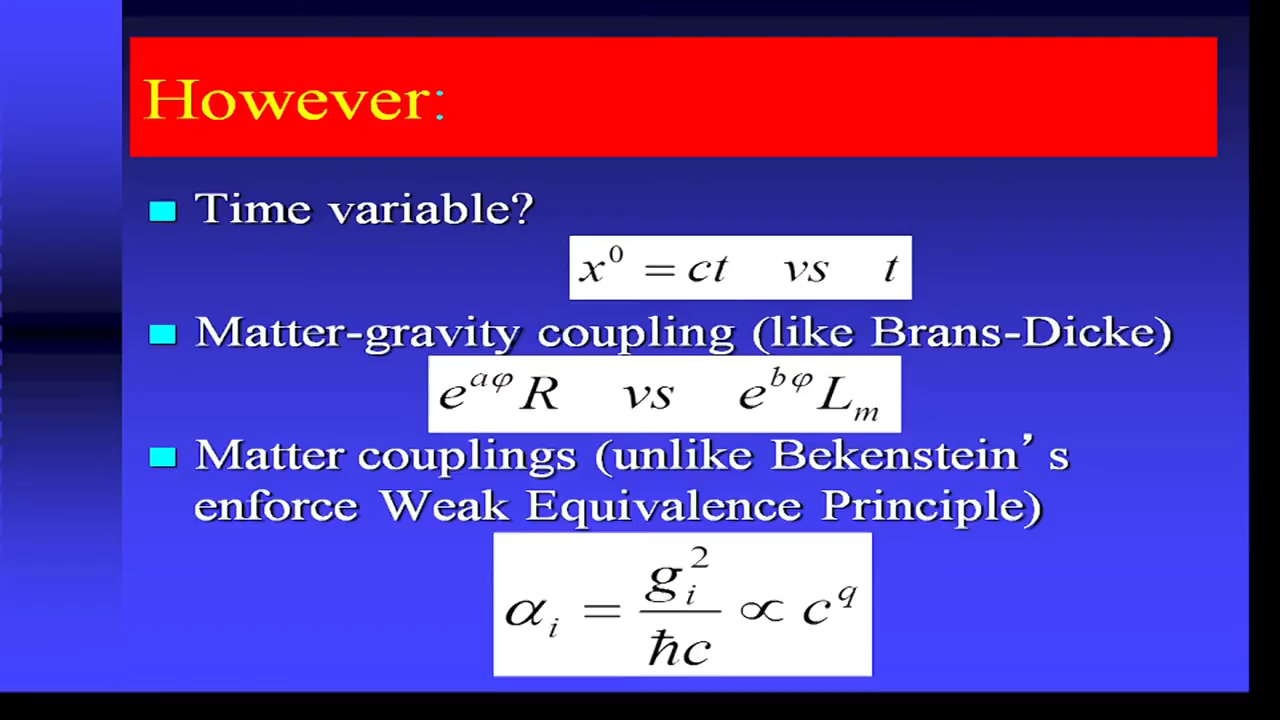 However:
Time variable?
x⁰ = ct vs t
Matter-gravity coupling (like Brans-Dicke)
e^{aφ} R vs e^{bφ} L_m
Matter couplings (unlike Bekenstein’s
enforce Weak Equivalence Principle)
α_i = g_i² / ħc ∝ c^q